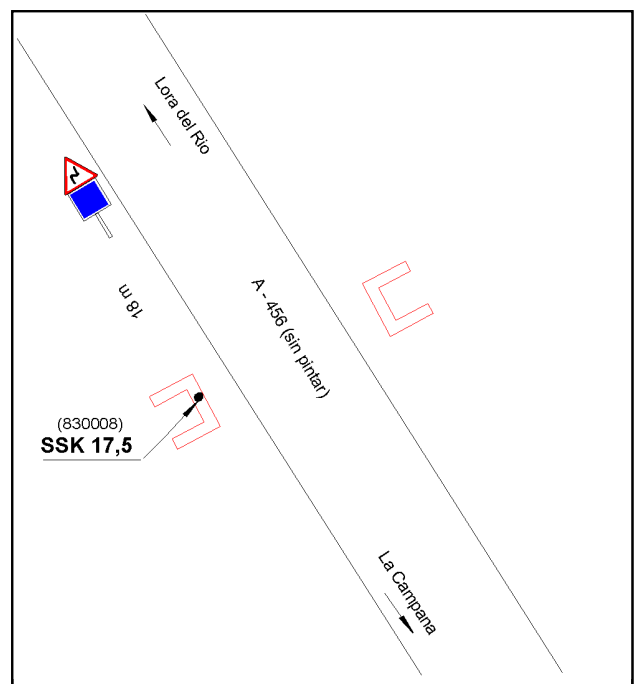 Lora del Rio
18 m
A - 456 (sin pintar)
(830008)
SSK 17,5
La Campana